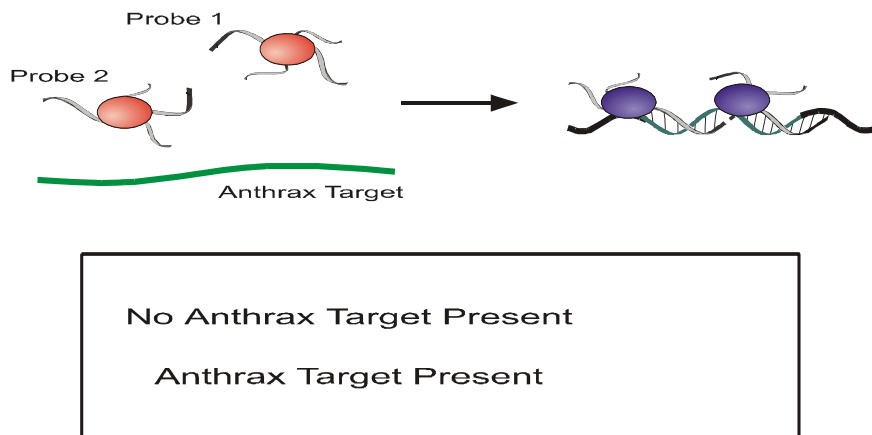 Probe 1
Probe 2
Anthrax Target
No Anthrax Target Present
Anthrax Target Present